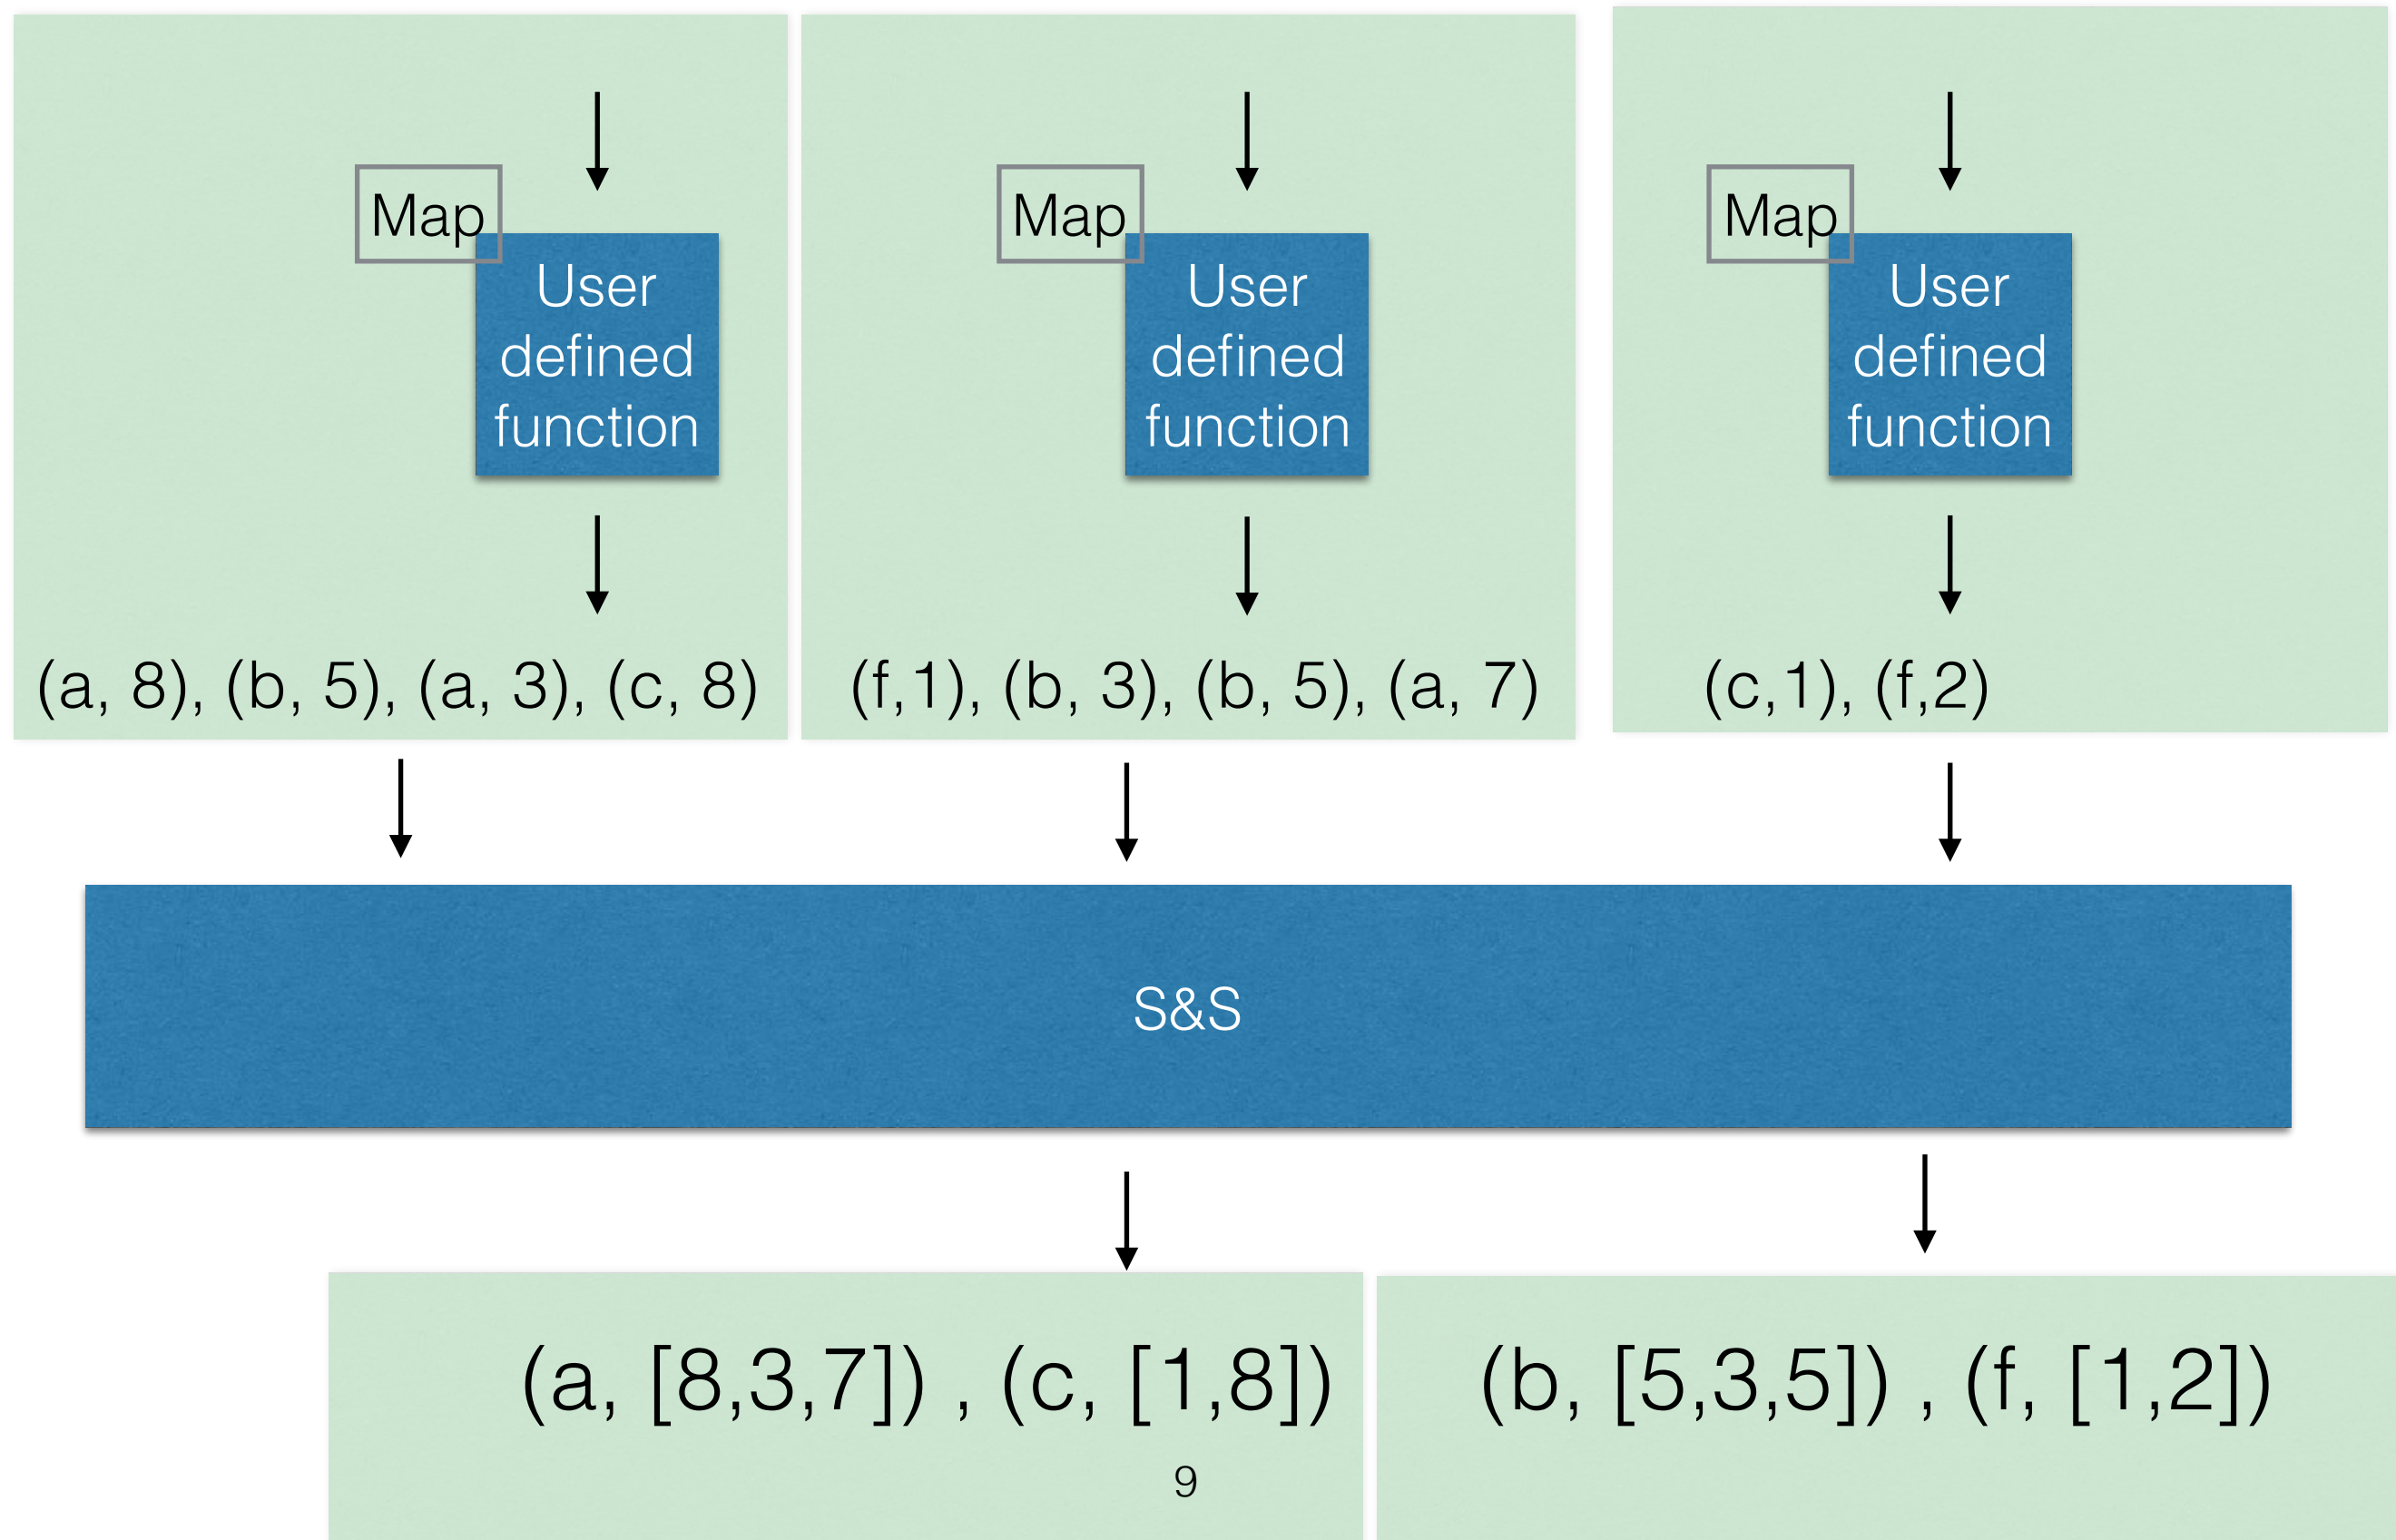 Map
User
defined
function
(a, 8), (b, 5), (a, 3), (c, 8)
Map
User
defined
function
(f,1), (b, 3), (b, 5), (a, 7)
Map
User
defined
function
(c,1), (f,2)
S&S
(a, [8,3,7]) , (c, [1,8])
(b, [5,3,5]) , (f, [1,2])
9